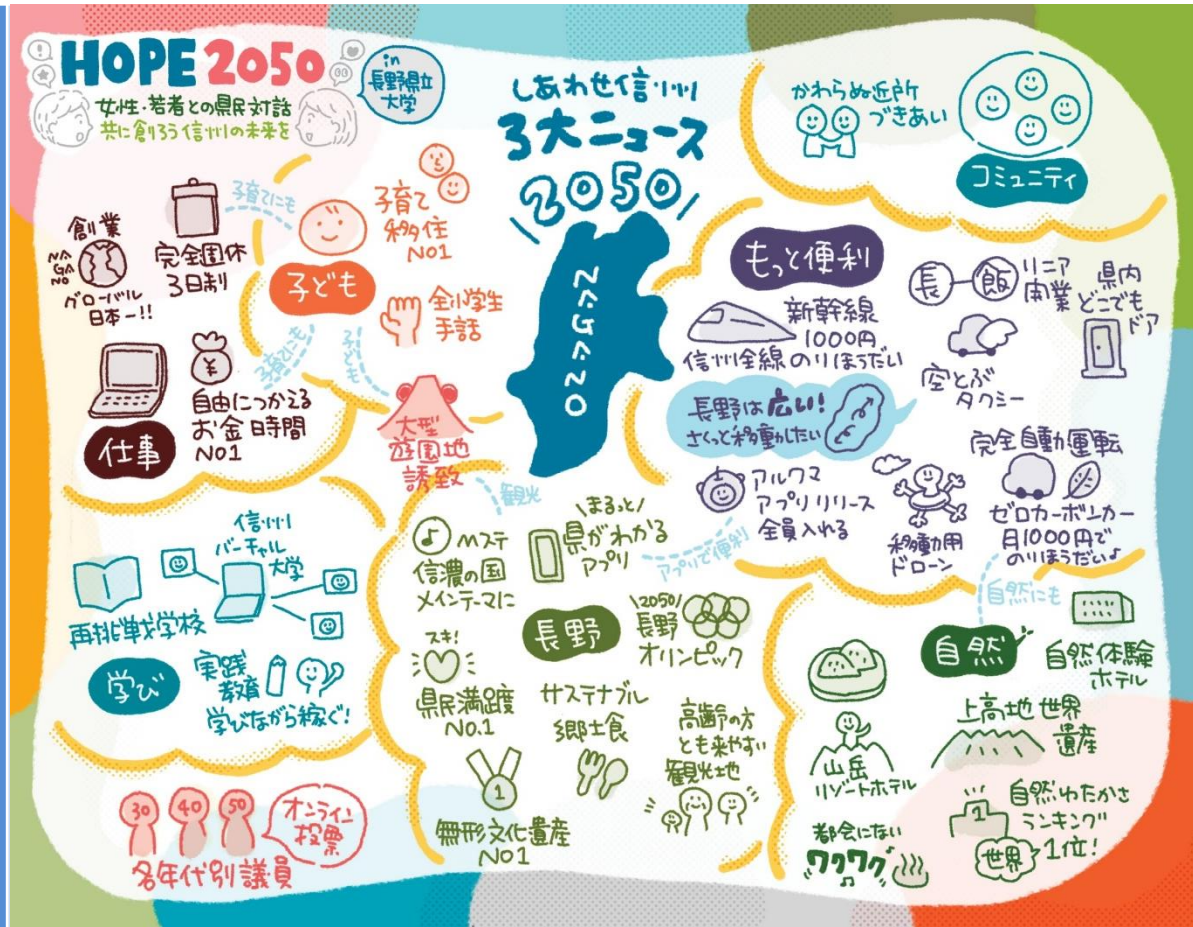 HOPE 2050
女性・若者との県民対話
共に創ろう信州の未来を
in
長野県立
大学
しあわせ信州
3大ニュース
2050
NAGANO
かわらぬ近所
づきあい
コミュニティ
創業
NA
GA
NO
グローバル
日本一!!
完全週休
3日制
子育てにも
自由につかえる
お金 時間
NO1
仕事
子育てにも
子育て
移住
NO1
子ども
全小学生
手話
子ども
大型
遊園地
誘致
観光
もっと便利
新幹線
1000円
信州全線のりほうだい
長
飯
リニア
開業
県内
どこでも
ドア
空とぶ
タクシー
長野は広い!
さくっと移動したい
アルクマ
アプリリリース
全員入れる
アプリで便利
移動用
ドローン
完全自動運転
ゼロカーボンカー
月1000円で
のりほうだい♪
自然にも
信州
バーチャル
大学
再挑戦学校
学び
実践
教育
学びながら稼ぐ!
30
40
50
オンライン
投票
各年代別議員
Mステ
信濃の国
メインテーマに
まるっと
県がわかる
アプリ
長野
2050
長野
オリンピック
スキ!
県民満足度
NO.1
サステナブル
郷土食
1
無形文化遺産
NO1
高齢の方
とも来やすい
観光地
自然
自然体験
ホテル
山岳
リゾートホテル
上高地 世界
遺産
都会にない
ワクワク
1
自然ゆたかさ
ランキング
世界
1位!